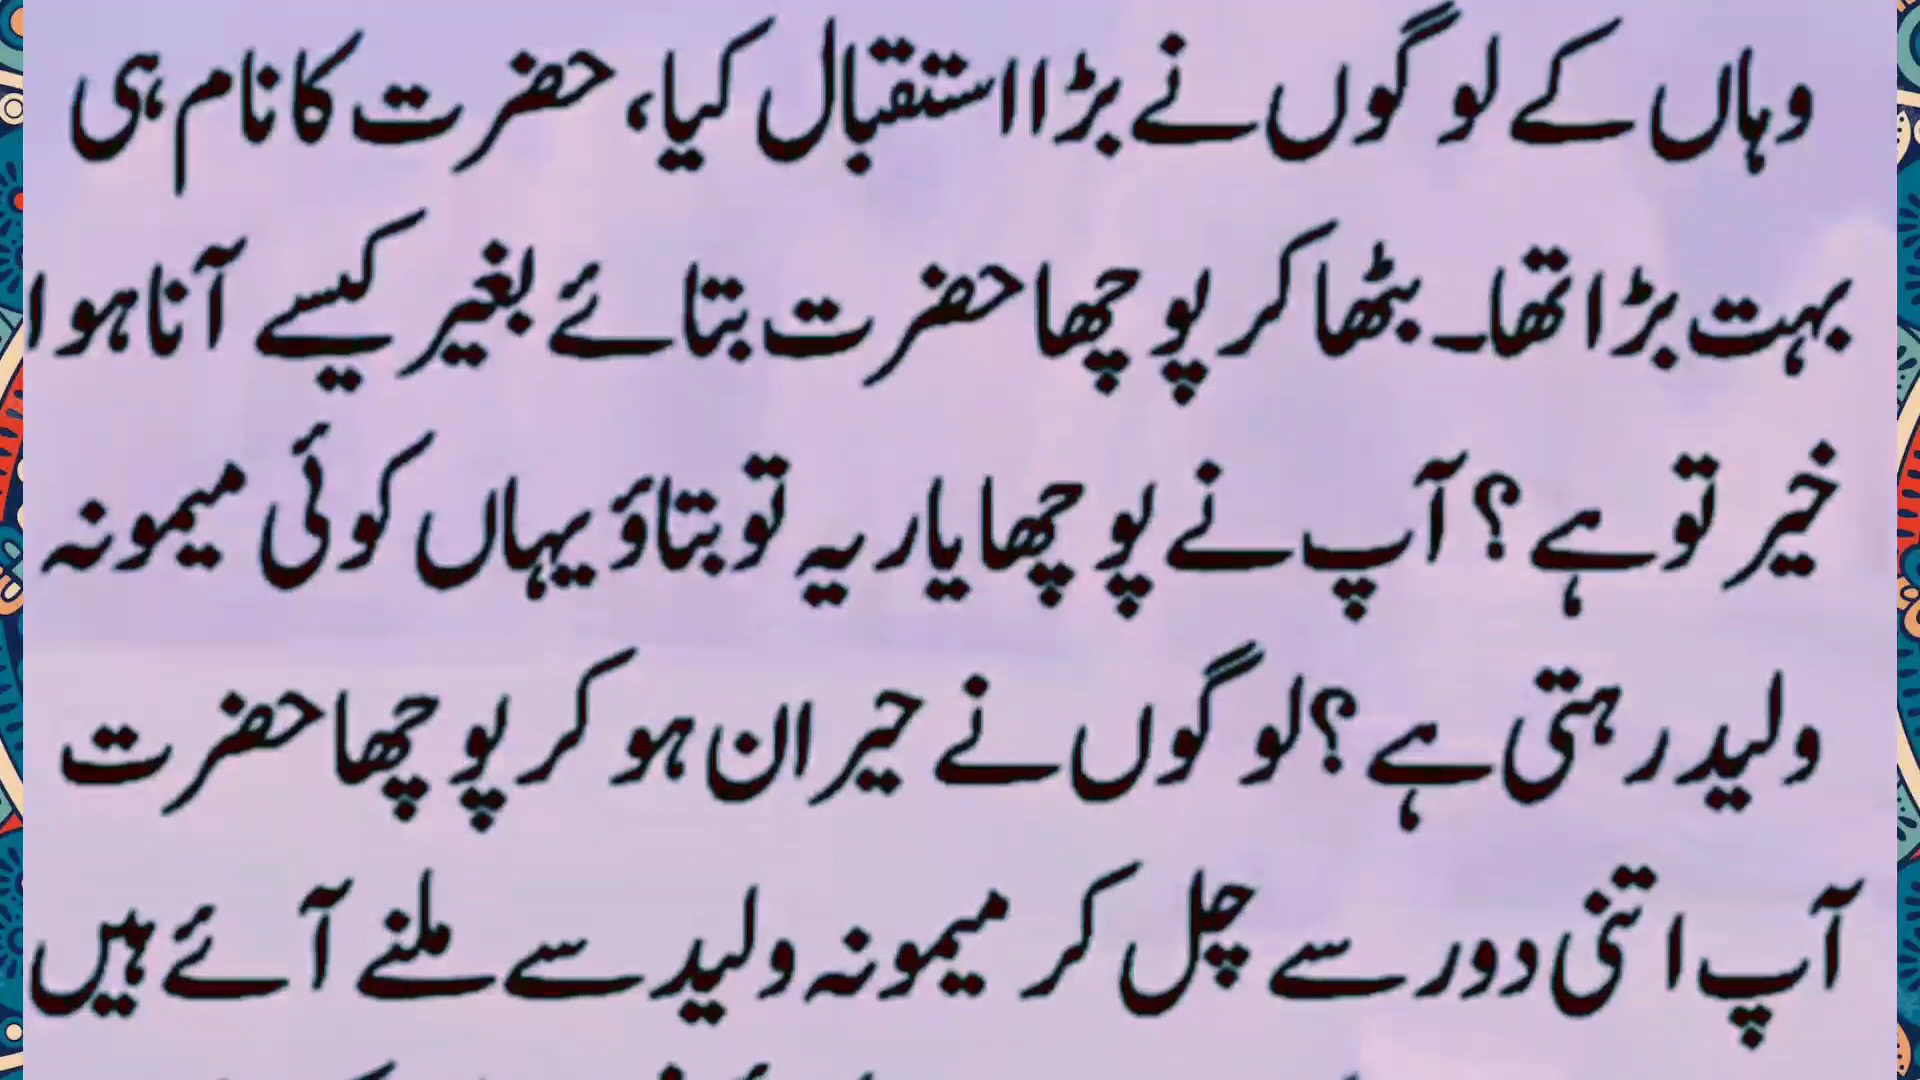 وہاں کے لوگوں نے بڑا استقبال کیا، حضرت کا نام ہی
بہت بڑا تھا۔ بٹھا کر پوچھا حضرت بتائے بغیر کیسے آنا ہوا
خیر تو ہے؟ آپ نے پوچھا یار یہ تو بتاؤ یہاں کوئی میمونہ
ولید رہتی ہے؟ لوگوں نے حیران ہو کر پوچھا حضرت
آپ اتنی دور سے چل کر میمونہ ولید سے ملنے آئے ہیں